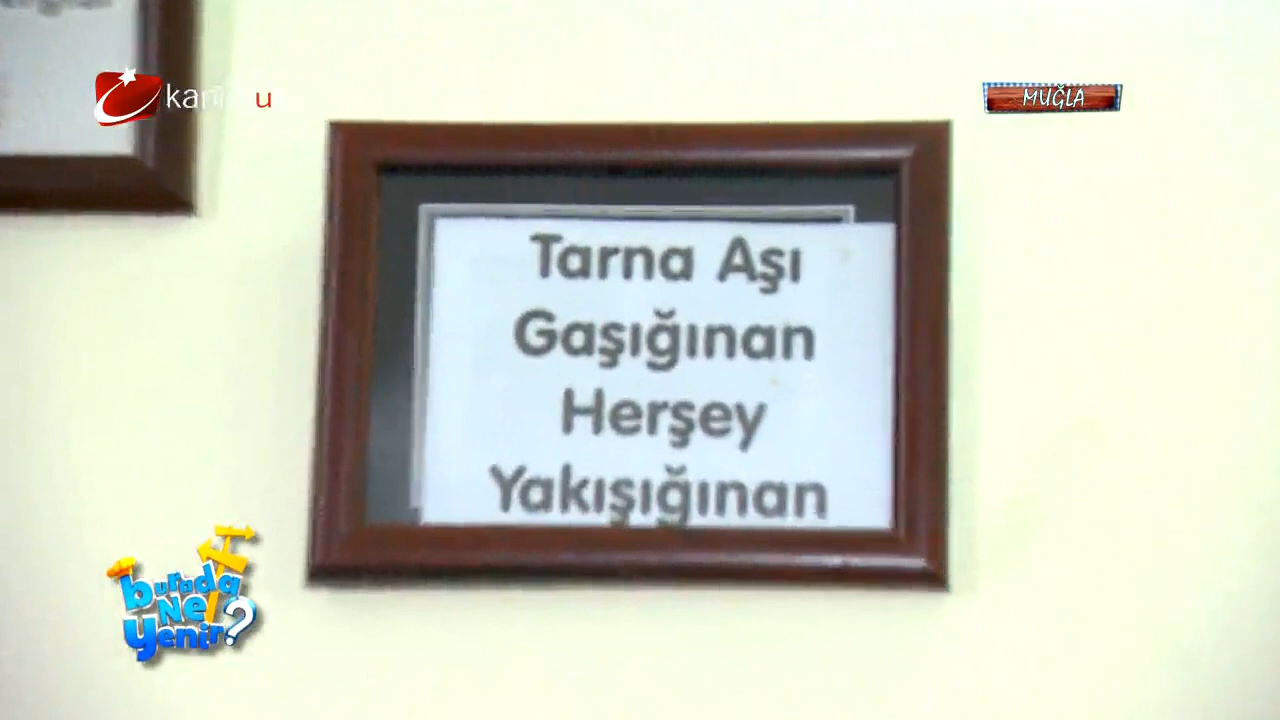 MUĞLA
Tarna Aşı
Gaşığınan
Herşey
Yakışığınan
burada
Ne
Yenir?